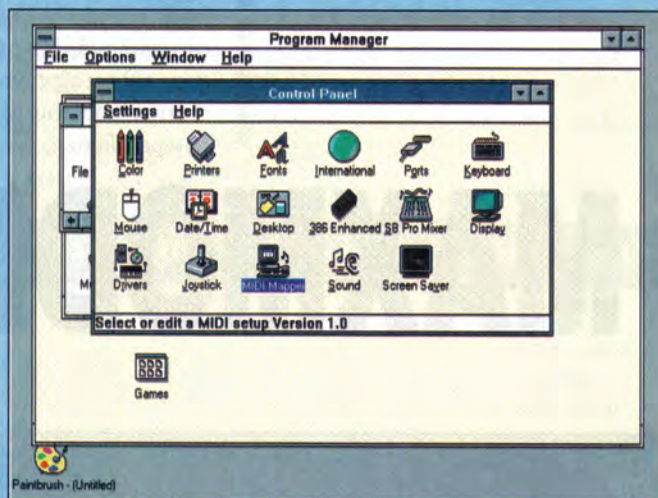 Program Manager
File Options Window Help
Control Panel
Settings Help
File
Color Printers Fonts International Ports Keyboard
Mouse Date/Time Desktop 386 Enhanced SB Pro Mixer Display
Drivers Joystick MIDI Mapper Sound Screen Saver
Select or edit a MIDI setup Version 1.0
Games
Paintbrush - (Untitled)